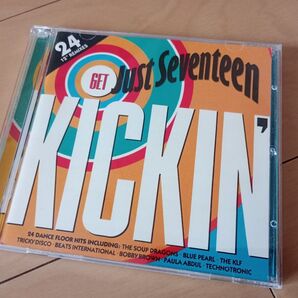 24
12" REMIXES
GET Just Seventeen
KICKIN'
24 DANCE FLOOR HITS INCLUDING: THE SOUP DRAGONS · BLUE PEARL · THE KLF
TRICKY DISCO · BEATS INTERNATIONAL · BOBBY BROWN · PAULA ABDUL · TECHNOTRONIC